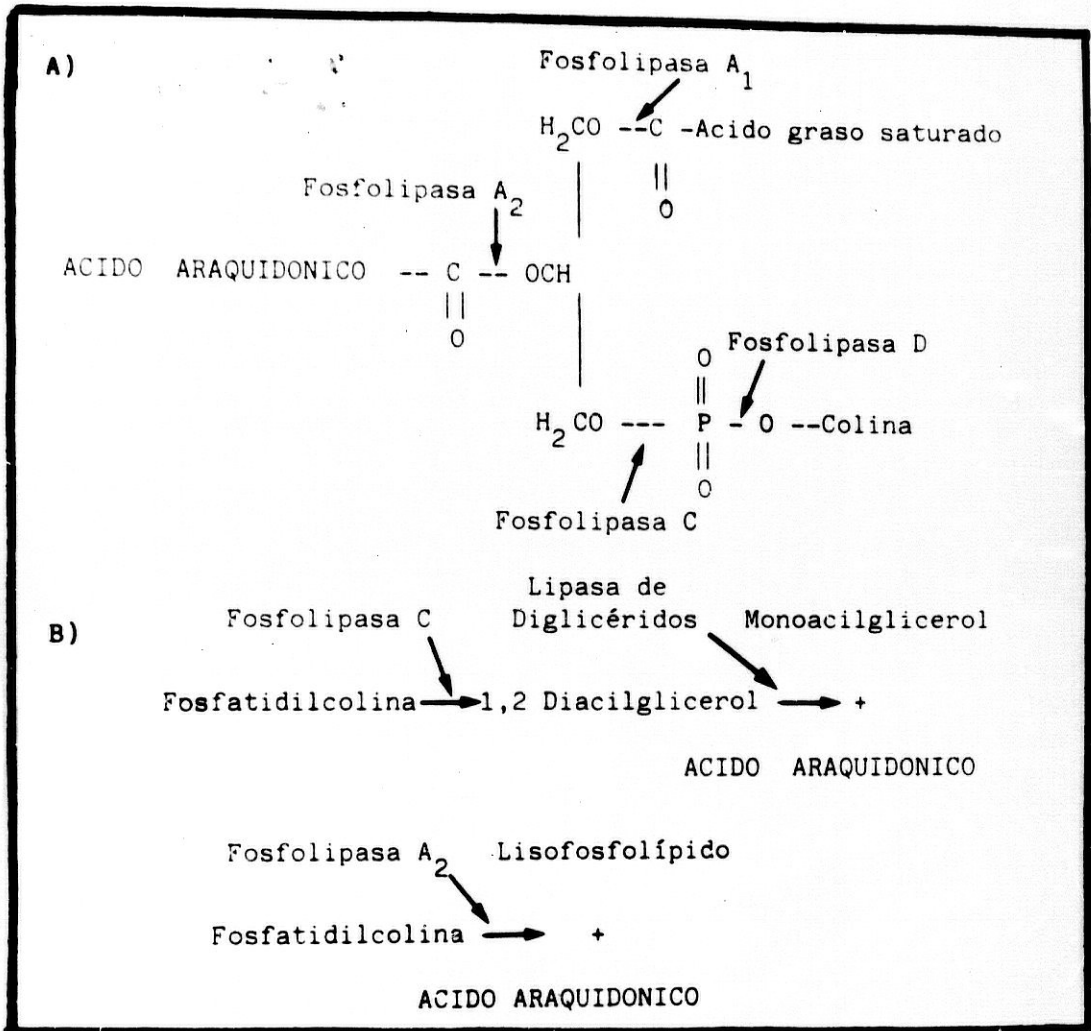 A)
Fosfolipasa A1
H2CO --C -Acido graso saturado
||
O
Fosfolipasa A2
ACIDO ARAQUIDONICO -- C -- OCH
||
O
Fosfolipasa D
O
||
H2CO --- P - O --Colina
||
O
Fosfolipasa C
B)
Lipasa de
Fosfolipasa C Diglicéridos Monoacilglicerol
Fosfatidilcolina 1,2 Diacilglicerol +
ACIDO ARAQUIDONICO
Fosfolipasa A2 Lisofosfolípido
Fosfatidilcolina +
ACIDO ARAQUIDONICO